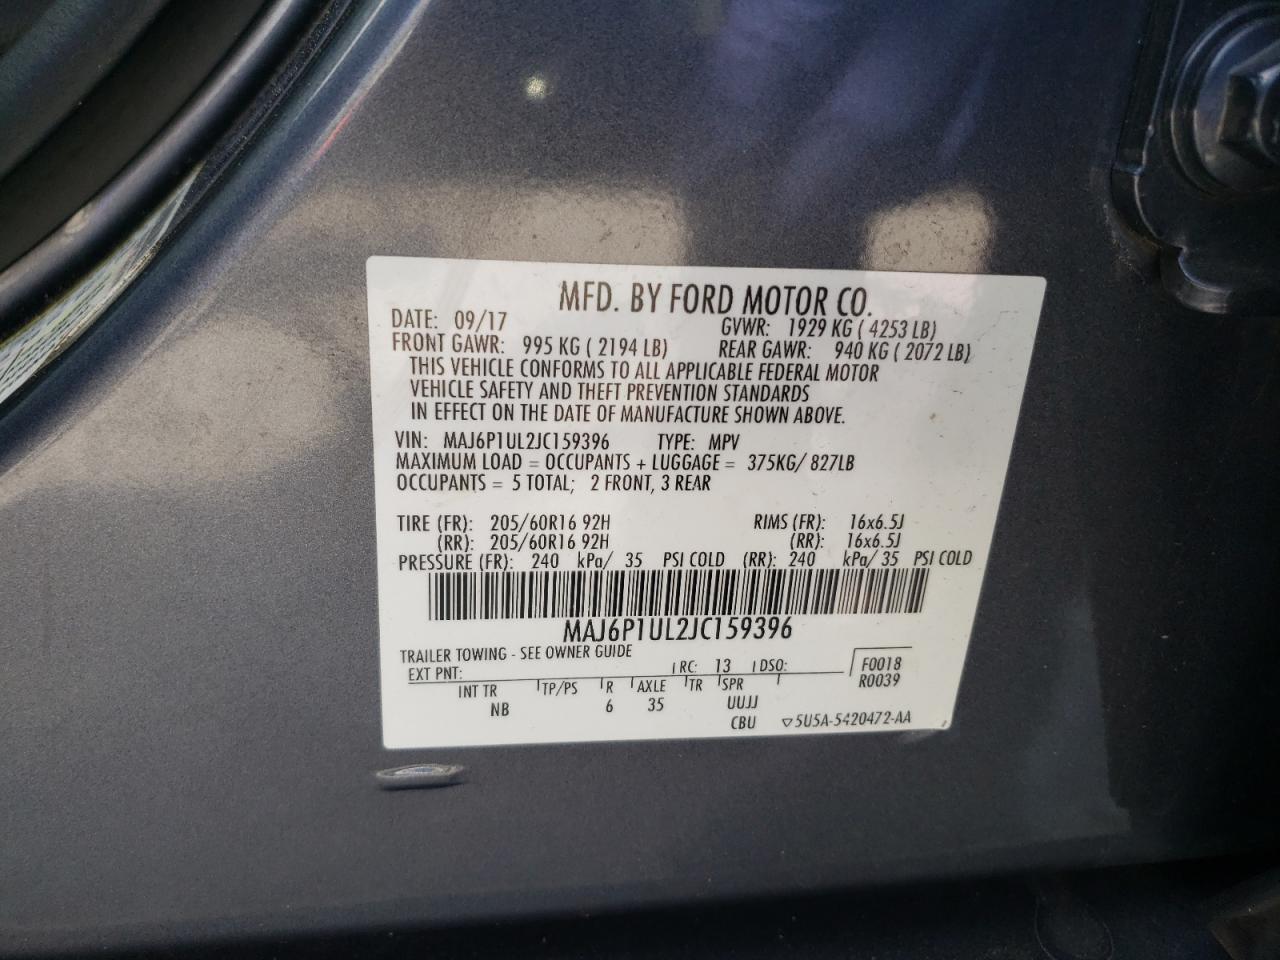 MFD. BY FORD MOTOR CO.
DATE: 09/17 GVWR: 1929 KG ( 4253 LB)
FRONT GAWR: 995 KG ( 2194 LB) REAR GAWR: 940 KG ( 2072 LB)
THIS VEHICLE CONFORMS TO ALL APPLICABLE FEDERAL MOTOR
VEHICLE SAFETY AND THEFT PREVENTION STANDARDS
IN EFFECT ON THE DATE OF MANUFACTURE SHOWN ABOVE.
VIN: MAJ6P1UL2JC159396 TYPE: MPV
MAXIMUM LOAD = OCCUPANTS + LUGGAGE = 375KG/ 827LB
OCCUPANTS = 5 TOTAL; 2 FRONT, 3 REAR
TIRE (FR): 205/60R16 92H RIMS (FR): 16x6.5J
(RR): 205/60R16 92H (RR): 16x6.5J
PRESSURE (FR): 240 kPa/ 35 PSI COLD (RR): 240 kPa/ 35 PSI COLD
MAJ6P1UL2JC159396
TRAILER TOWING - SEE OWNER GUIDE
EXT PNT: RC: 13 DSO: F0018
R0039
INT TR TP/PS R AXLE TR SPR
NB 6 35 UUJJ
CBU 5U5A-5420472-AA